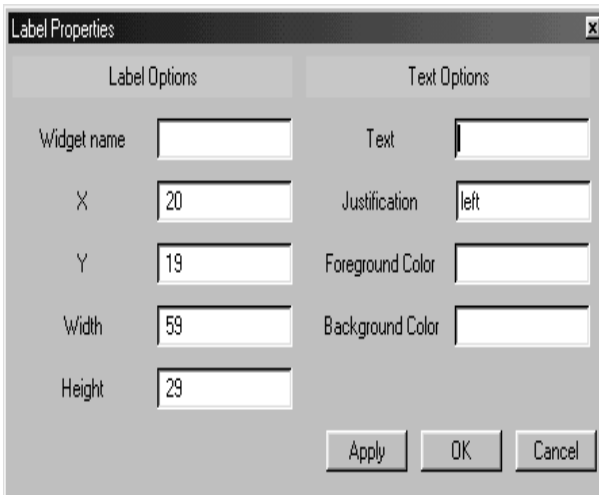 Label Properties
Label Options
Text Options
Widget name
Text
X
20
Justification
left
Y
19
Foreground Color
Width
59
Background Color
Height
29
Apply
OK
Cancel